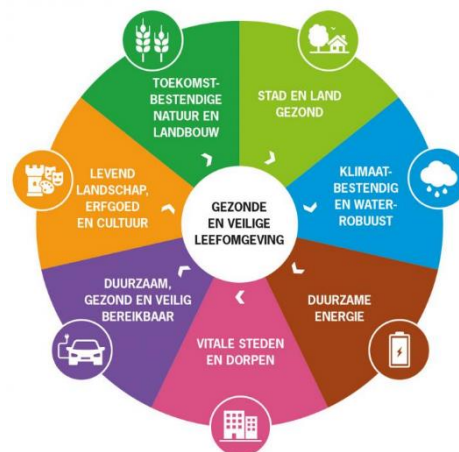 TOEKOMST-
BESTENDIGE
NATUUR EN
LANDBOUW
STAD EN LAND
GEZOND
KLIMAAT-
BESTENDIG
EN WATER-
ROBUUST
DUURZAME
ENERGIE
VITALE STEDEN
EN DORPEN
DUURZAAM,
GEZOND EN VEILIG
BEREIKBAAR
LEVEND
LANDSCHAP,
ERFGOED
EN CULTUUR
GEZONDE
EN VEILIGE
LEEFOMGEVING